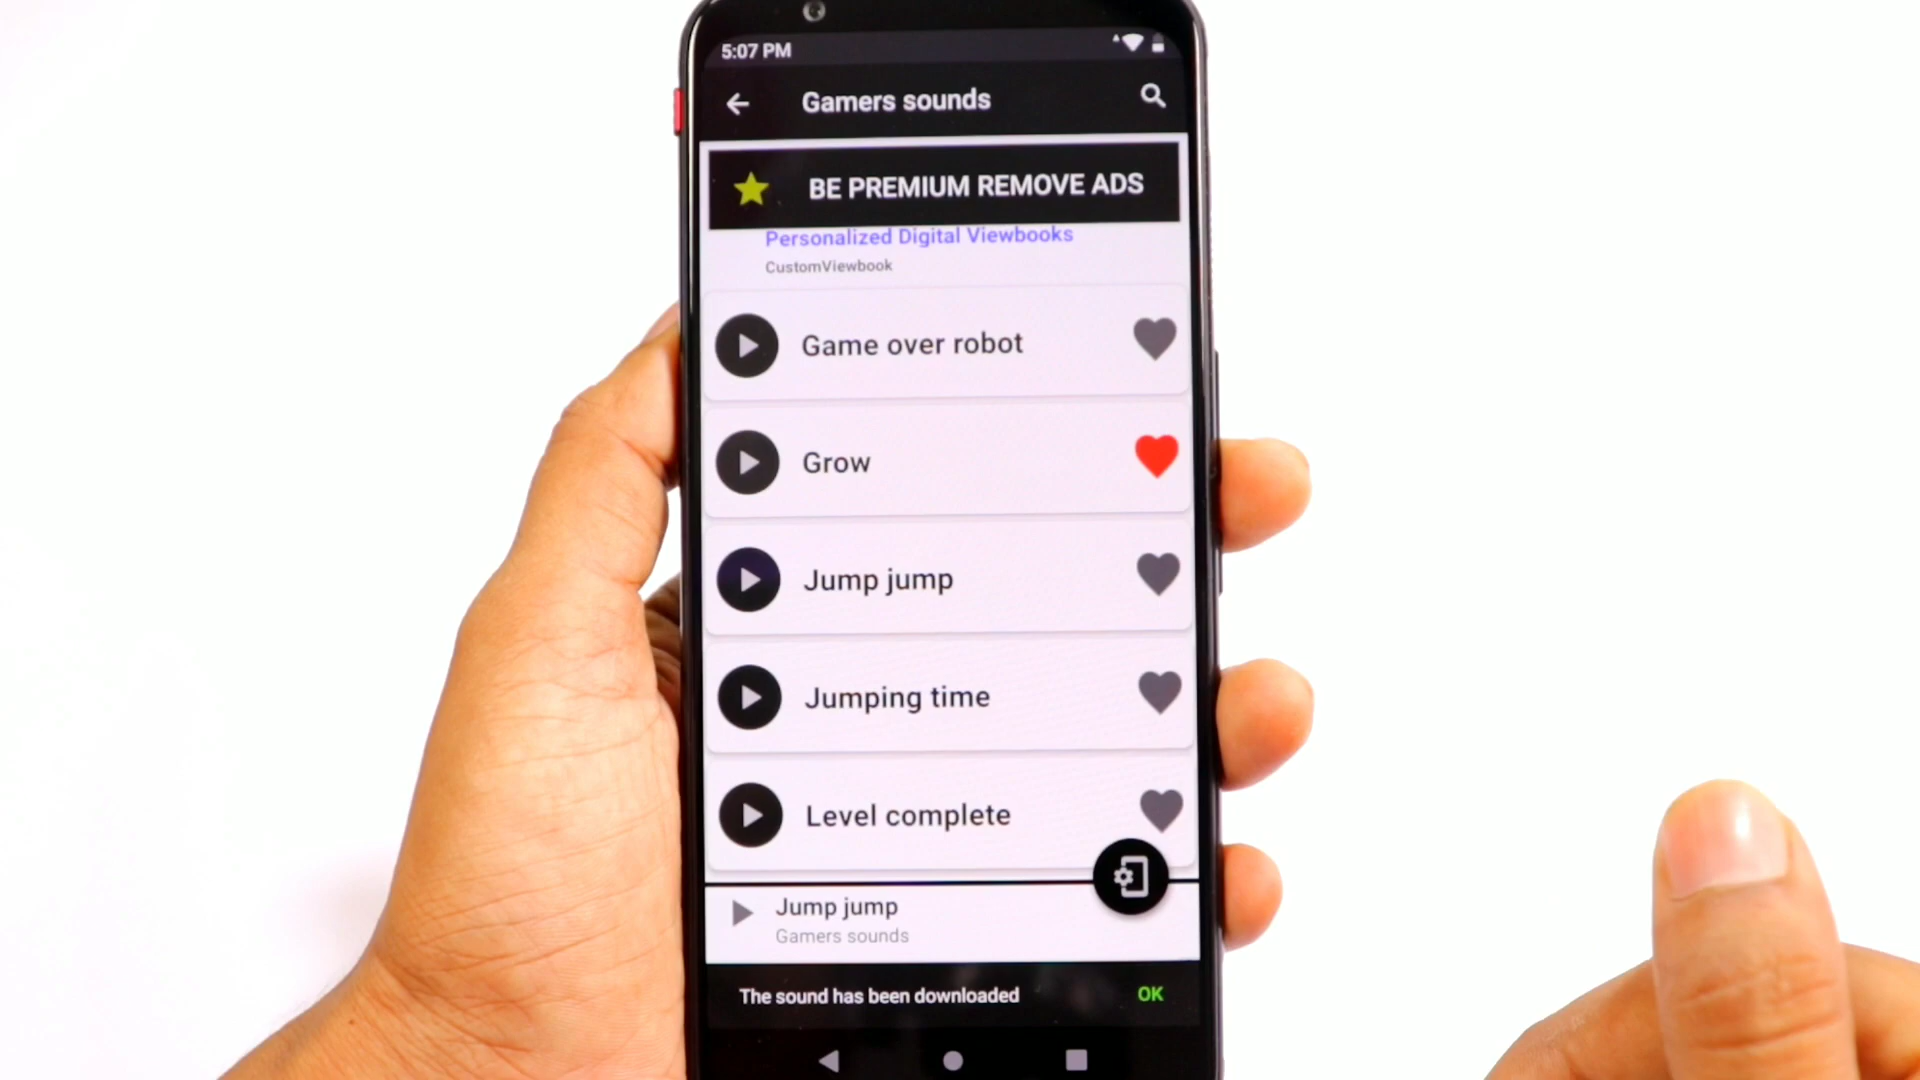 5:07 PM
Gamers sounds
BE PREMIUM REMOVE ADS
Personalized Digital Viewbooks
CustomViewbook
Game over robot
Grow
Jump jump
Jumping time
Level complete
Jump jump
Gamers sounds
The sound has been downloaded OK